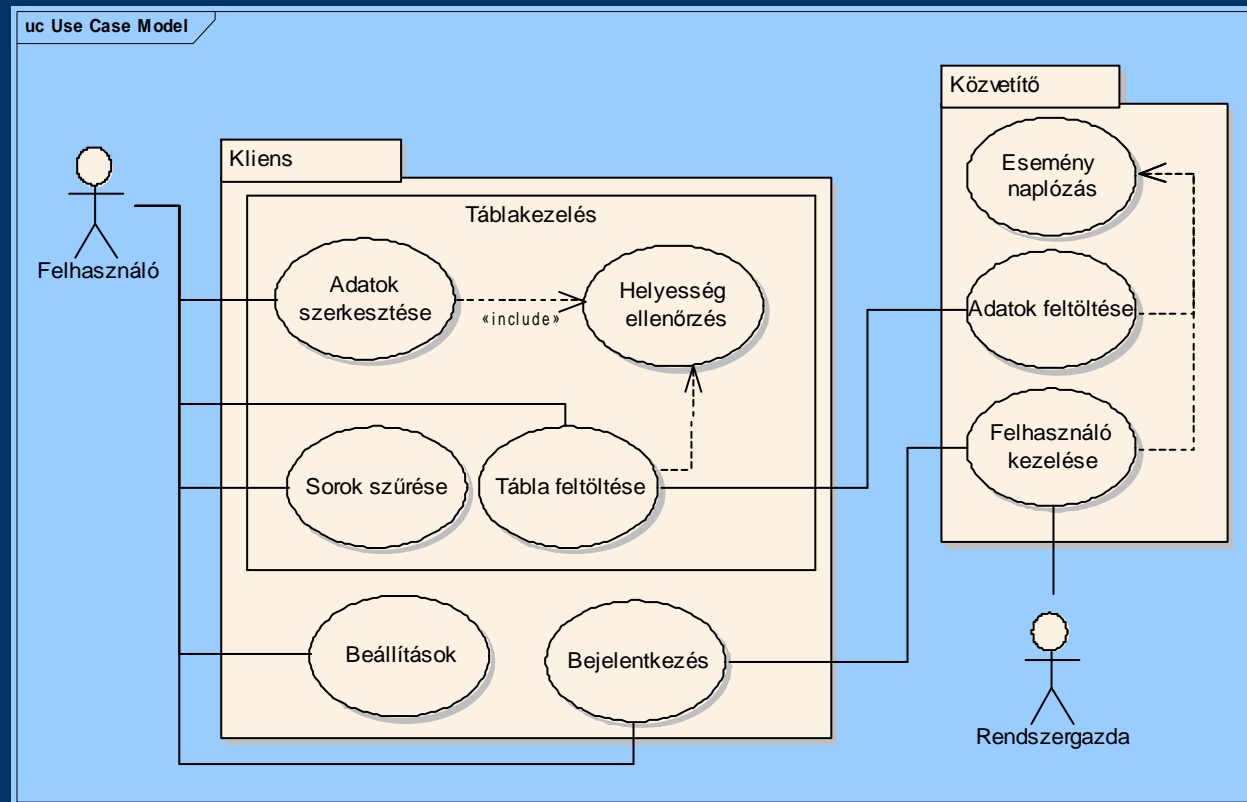 uc Use Case Model
Közvetítő
Esemény
naplózás
Kliens
Táblakezelés
Felhasználó
Adatok
szerkesztése
«include»
Helyesség
ellenőrzés
Adatok feltöltése
Felhasználó
kezelése
Sorok szűrése
Tábla feltöltése
Beállítások
Bejelentkezés
Rendszergazda